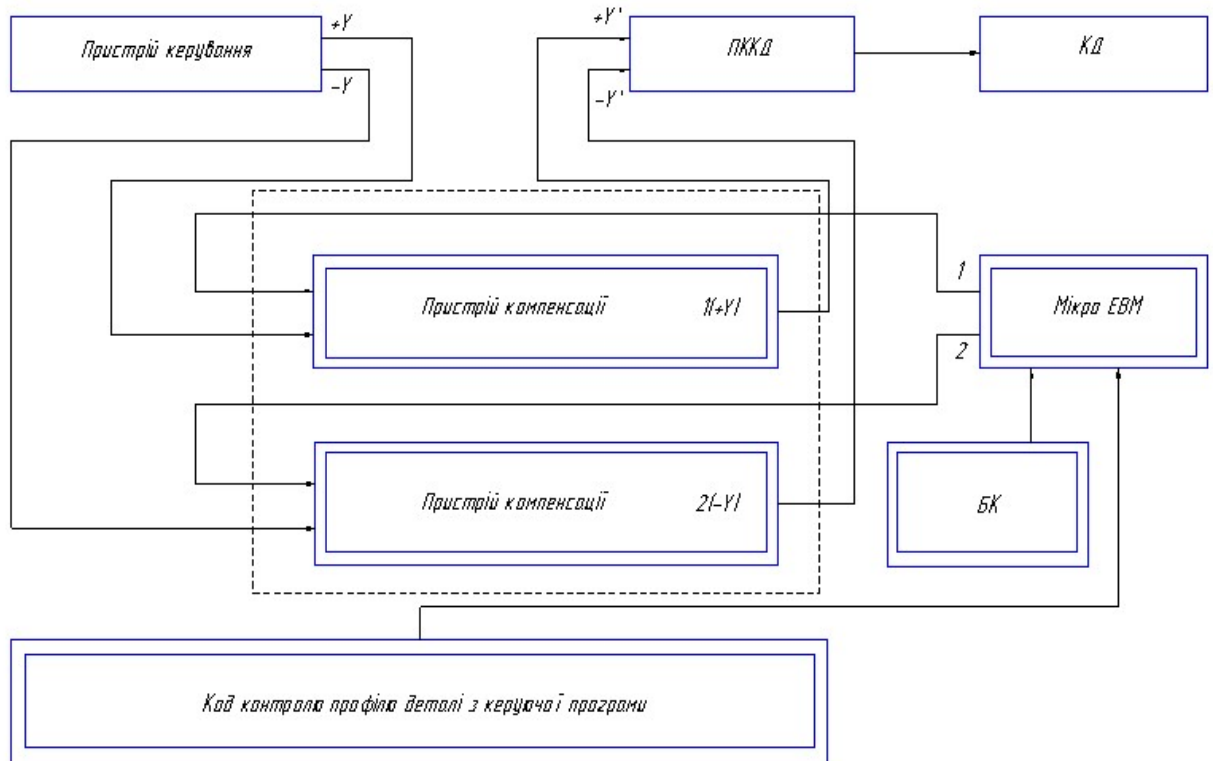 Пристрій керування
+Y
-Y
+Y'
-Y'
ПККД
КД
Пристрій компенсації 1(+Y)
1
Мікро ЕВМ
2
Пристрій компенсації 2(-Y)
БК
Код контролю профілю деталі з керуючої програми